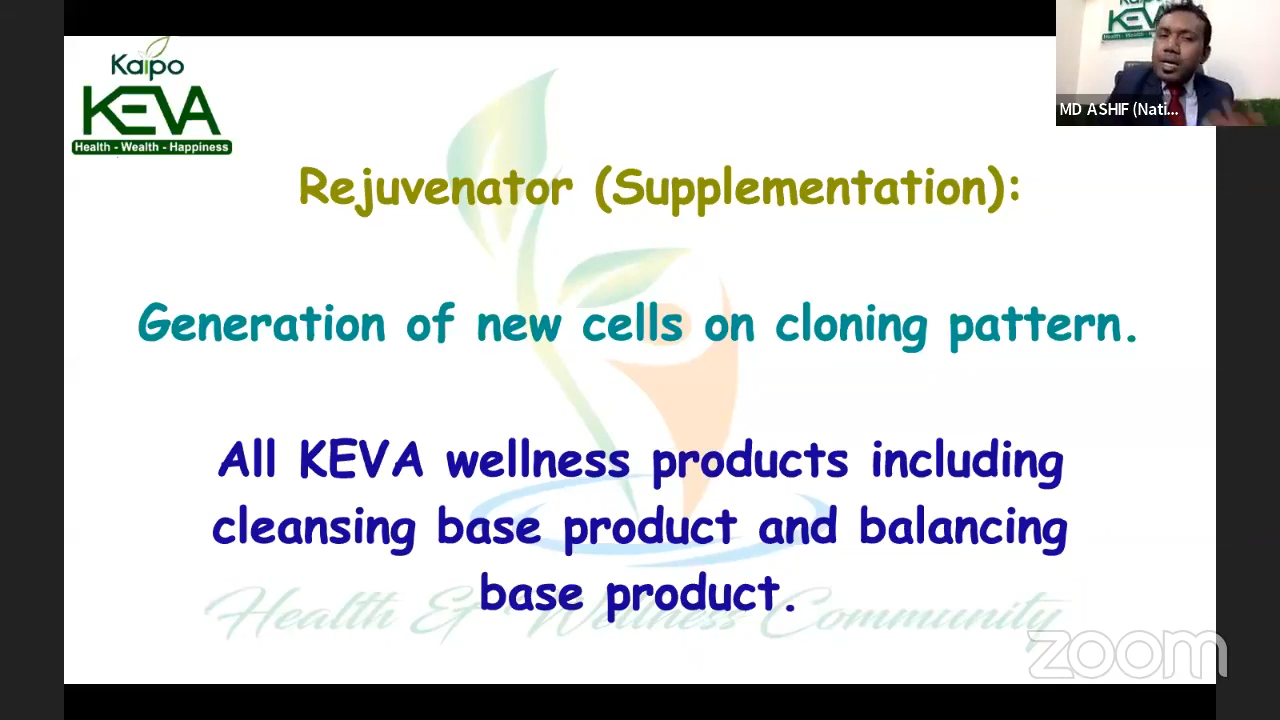 Kaipo
KEVA
Health - Wealth - Happiness
KEVA
MD ASHIF (Nati...
Rejuvenator (Supplementation):
Generation of new cells on cloning pattern.
All KEVA wellness products including
cleansing base product and balancing
base product.
Health & Wellness Community
zoom